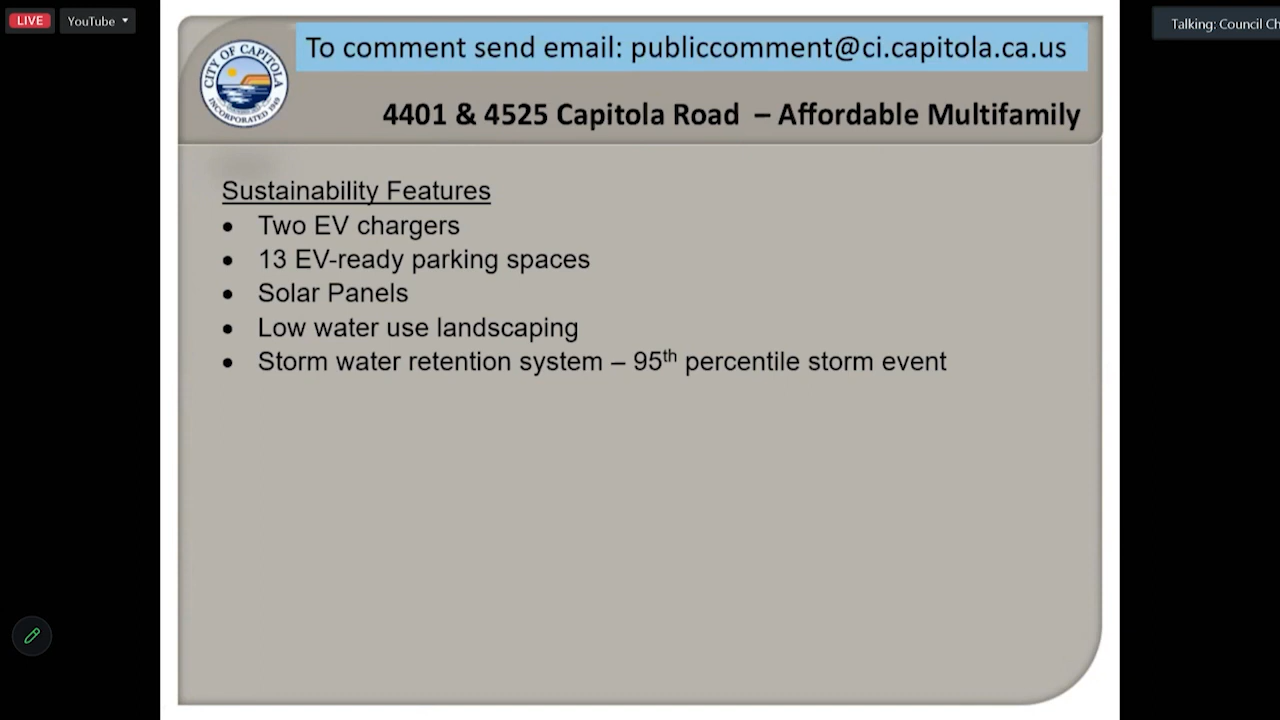 LIVE
YouTube
Talking: Council Ch
To comment send email: publiccomment@ci.capitola.ca.us
CITY OF CAPITOLA
INCORPORATED 1949
4401 & 4525 Capitola Road – Affordable Multifamily
Sustainability Features
• Two EV chargers
• 13 EV-ready parking spaces
• Solar Panels
• Low water use landscaping
• Storm water retention system – 95th percentile storm event